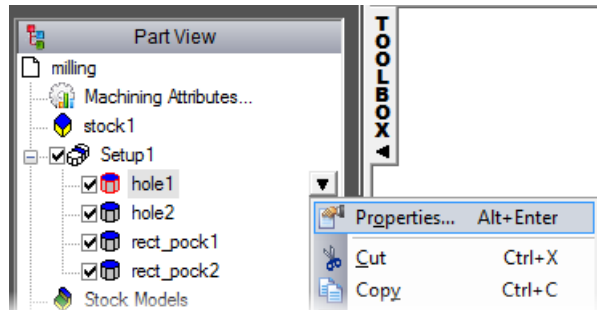 Part View
milling
Machining Attributes...
stock1
Setup1
hole1
hole2
rect_pock1
rect_pock2
Stock Models
TOOLBOX
Properties... Alt+Enter
Cut Ctrl+X
Copy Ctrl+C